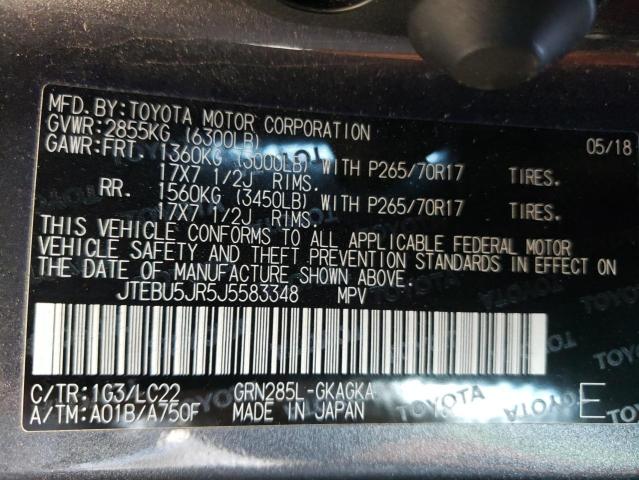 MFD. BY:TOYOTA MOTOR CORPORATION 05/18
GVWR:2855KG (6300LB)
GAWR:FRT. 1360KG (3000LB) WITH P265/70R17 TIRES.
17X7 1/2J RIMS.
RR. 1560KG (3450LB) WITH P265/70R17 TIRES.
17X7 1/2J RIMS.
THIS VEHICLE CONFORMS TO ALL APPLICABLE FEDERAL MOTOR
VEHICLE SAFETY AND THEFT PREVENTION STANDARDS IN EFFECT ON
THE DATE OF MANUFACTURE SHOWN ABOVE.
JTEBU5JR5J5583348 MPV
C/TR:1G3/LC22 GRN285L-GKAGKA
A/TM:A01B/A750F MADE IN JAPAN E